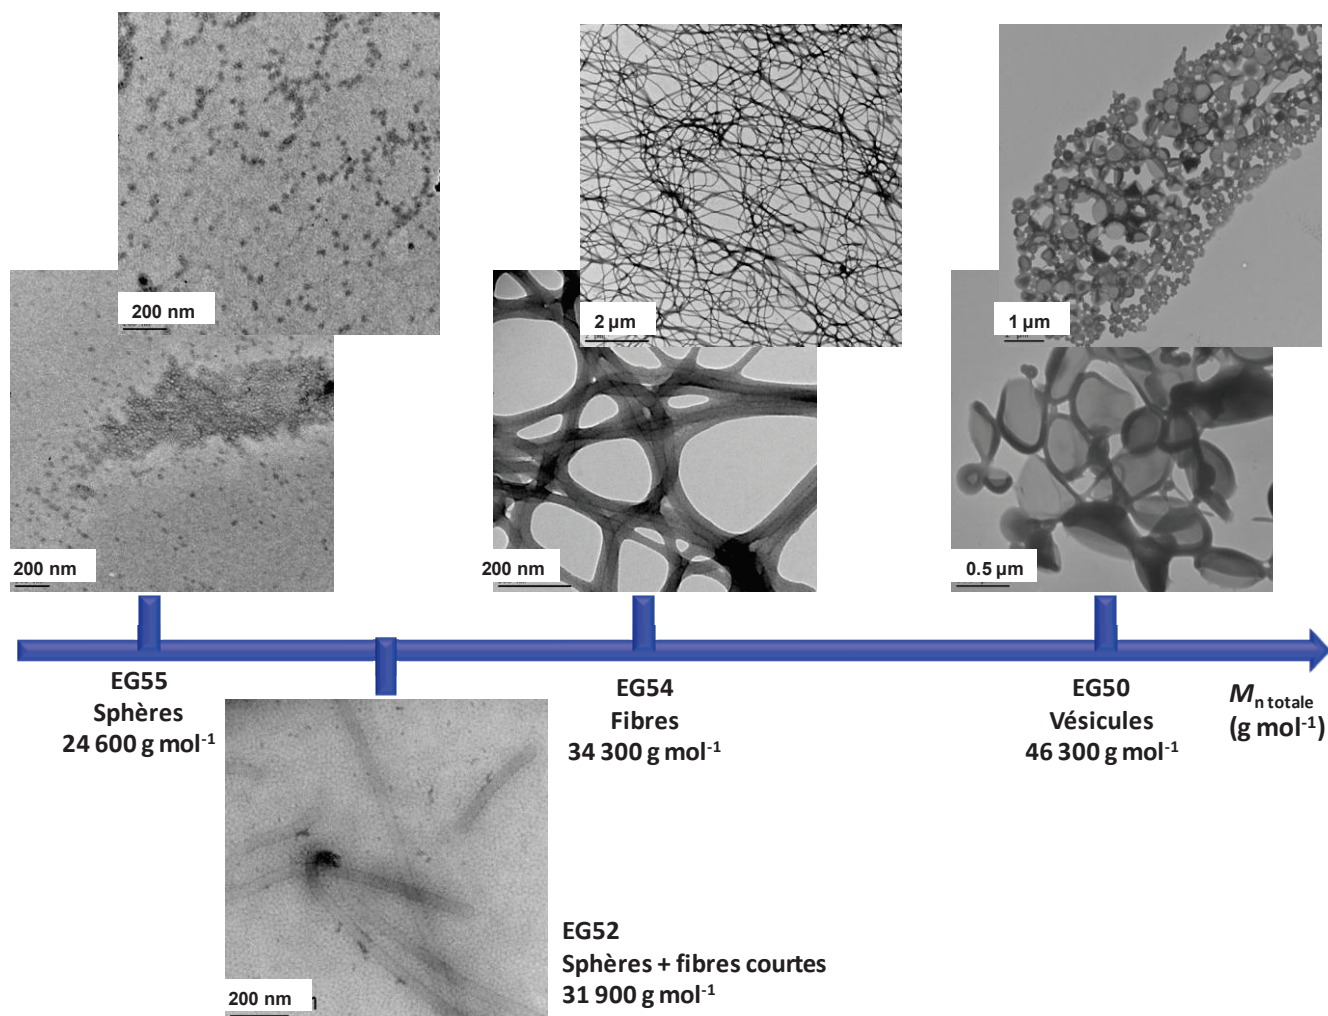 200 nm
2 µm
1 µm
200 nm
200 nm
0.5 µm
EG55
Sphères
24 600 g mol⁻¹
EG54
Fibres
34 300 g mol⁻¹
EG50
Vésicules
46 300 g mol⁻¹
Mn totale
(g mol⁻¹)
EG52
Sphères + fibres courtes
31 900 g mol⁻¹
200 nm